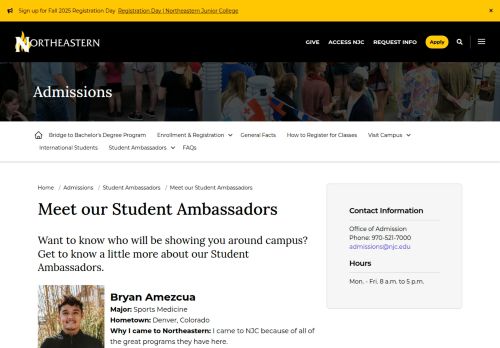 Sign up for Fall 2025 Registration Day Registration Day | Northeastern Junior College
NORTHEASTERN
GIVE ACCESS NJC REQUEST INFO Apply
Admissions
Bridge to Bachelor's Degree Program Enrollment & Registration General Facts How to Register for Classes Visit Campus
International Students Student Ambassadors FAQs
Home / Admissions / Student Ambassadors / Meet our Student Ambassadors
Meet our Student Ambassadors
Want to know who will be showing you around campus?
Get to know a little more about our Student
Ambassadors.
Bryan Amezcua
Major: Sports Medicine
Hometown: Denver, Colorado
Why I came to Northeastern: I came to NJC because of all of
the great programs they have here.
Contact Information
Office of Admission
Phone: 970-521-7000
admissions@njc.edu
Hours
Mon. - Fri. 8 a.m. to 5 p.m.